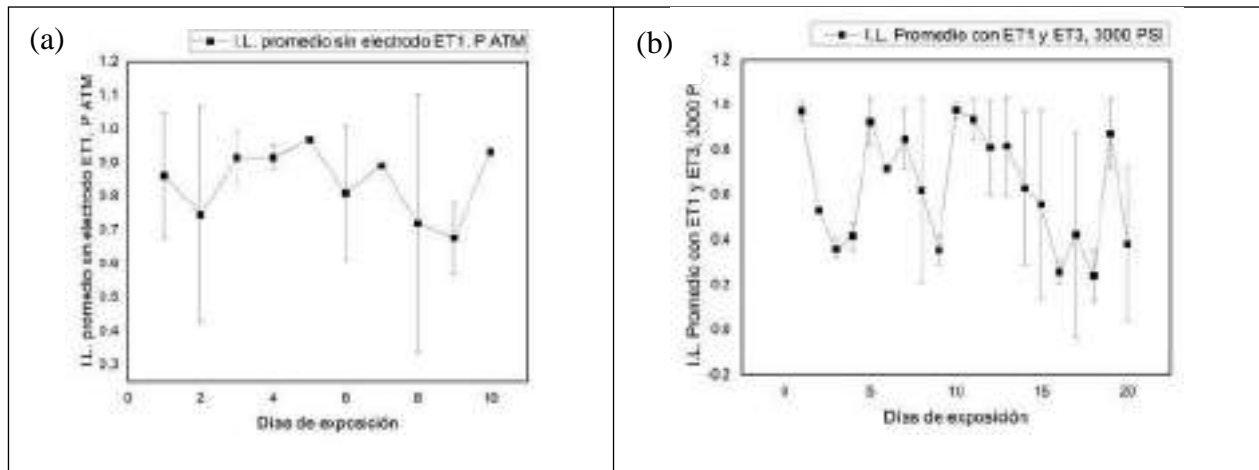 (a)
I.L. promedio sin electrodo ET1. P ATM
I.L. promedio sin electrodo ET1, P ATM
1.2
1.1
1.0
0.9
0.8
0.7
0.6
0.5
0.4
0.3
0 2 4 6 8 10
Días de exposición
(b)
I.L. Promedio con ET1 y ET3, 3000 PSI
I.L. Promedio con ET1 y ET3, 3000 P
1.2
1.0
0.8
0.6
0.4
0.2
0.0
-0.2
0 5 10 15 20
Días de exposición